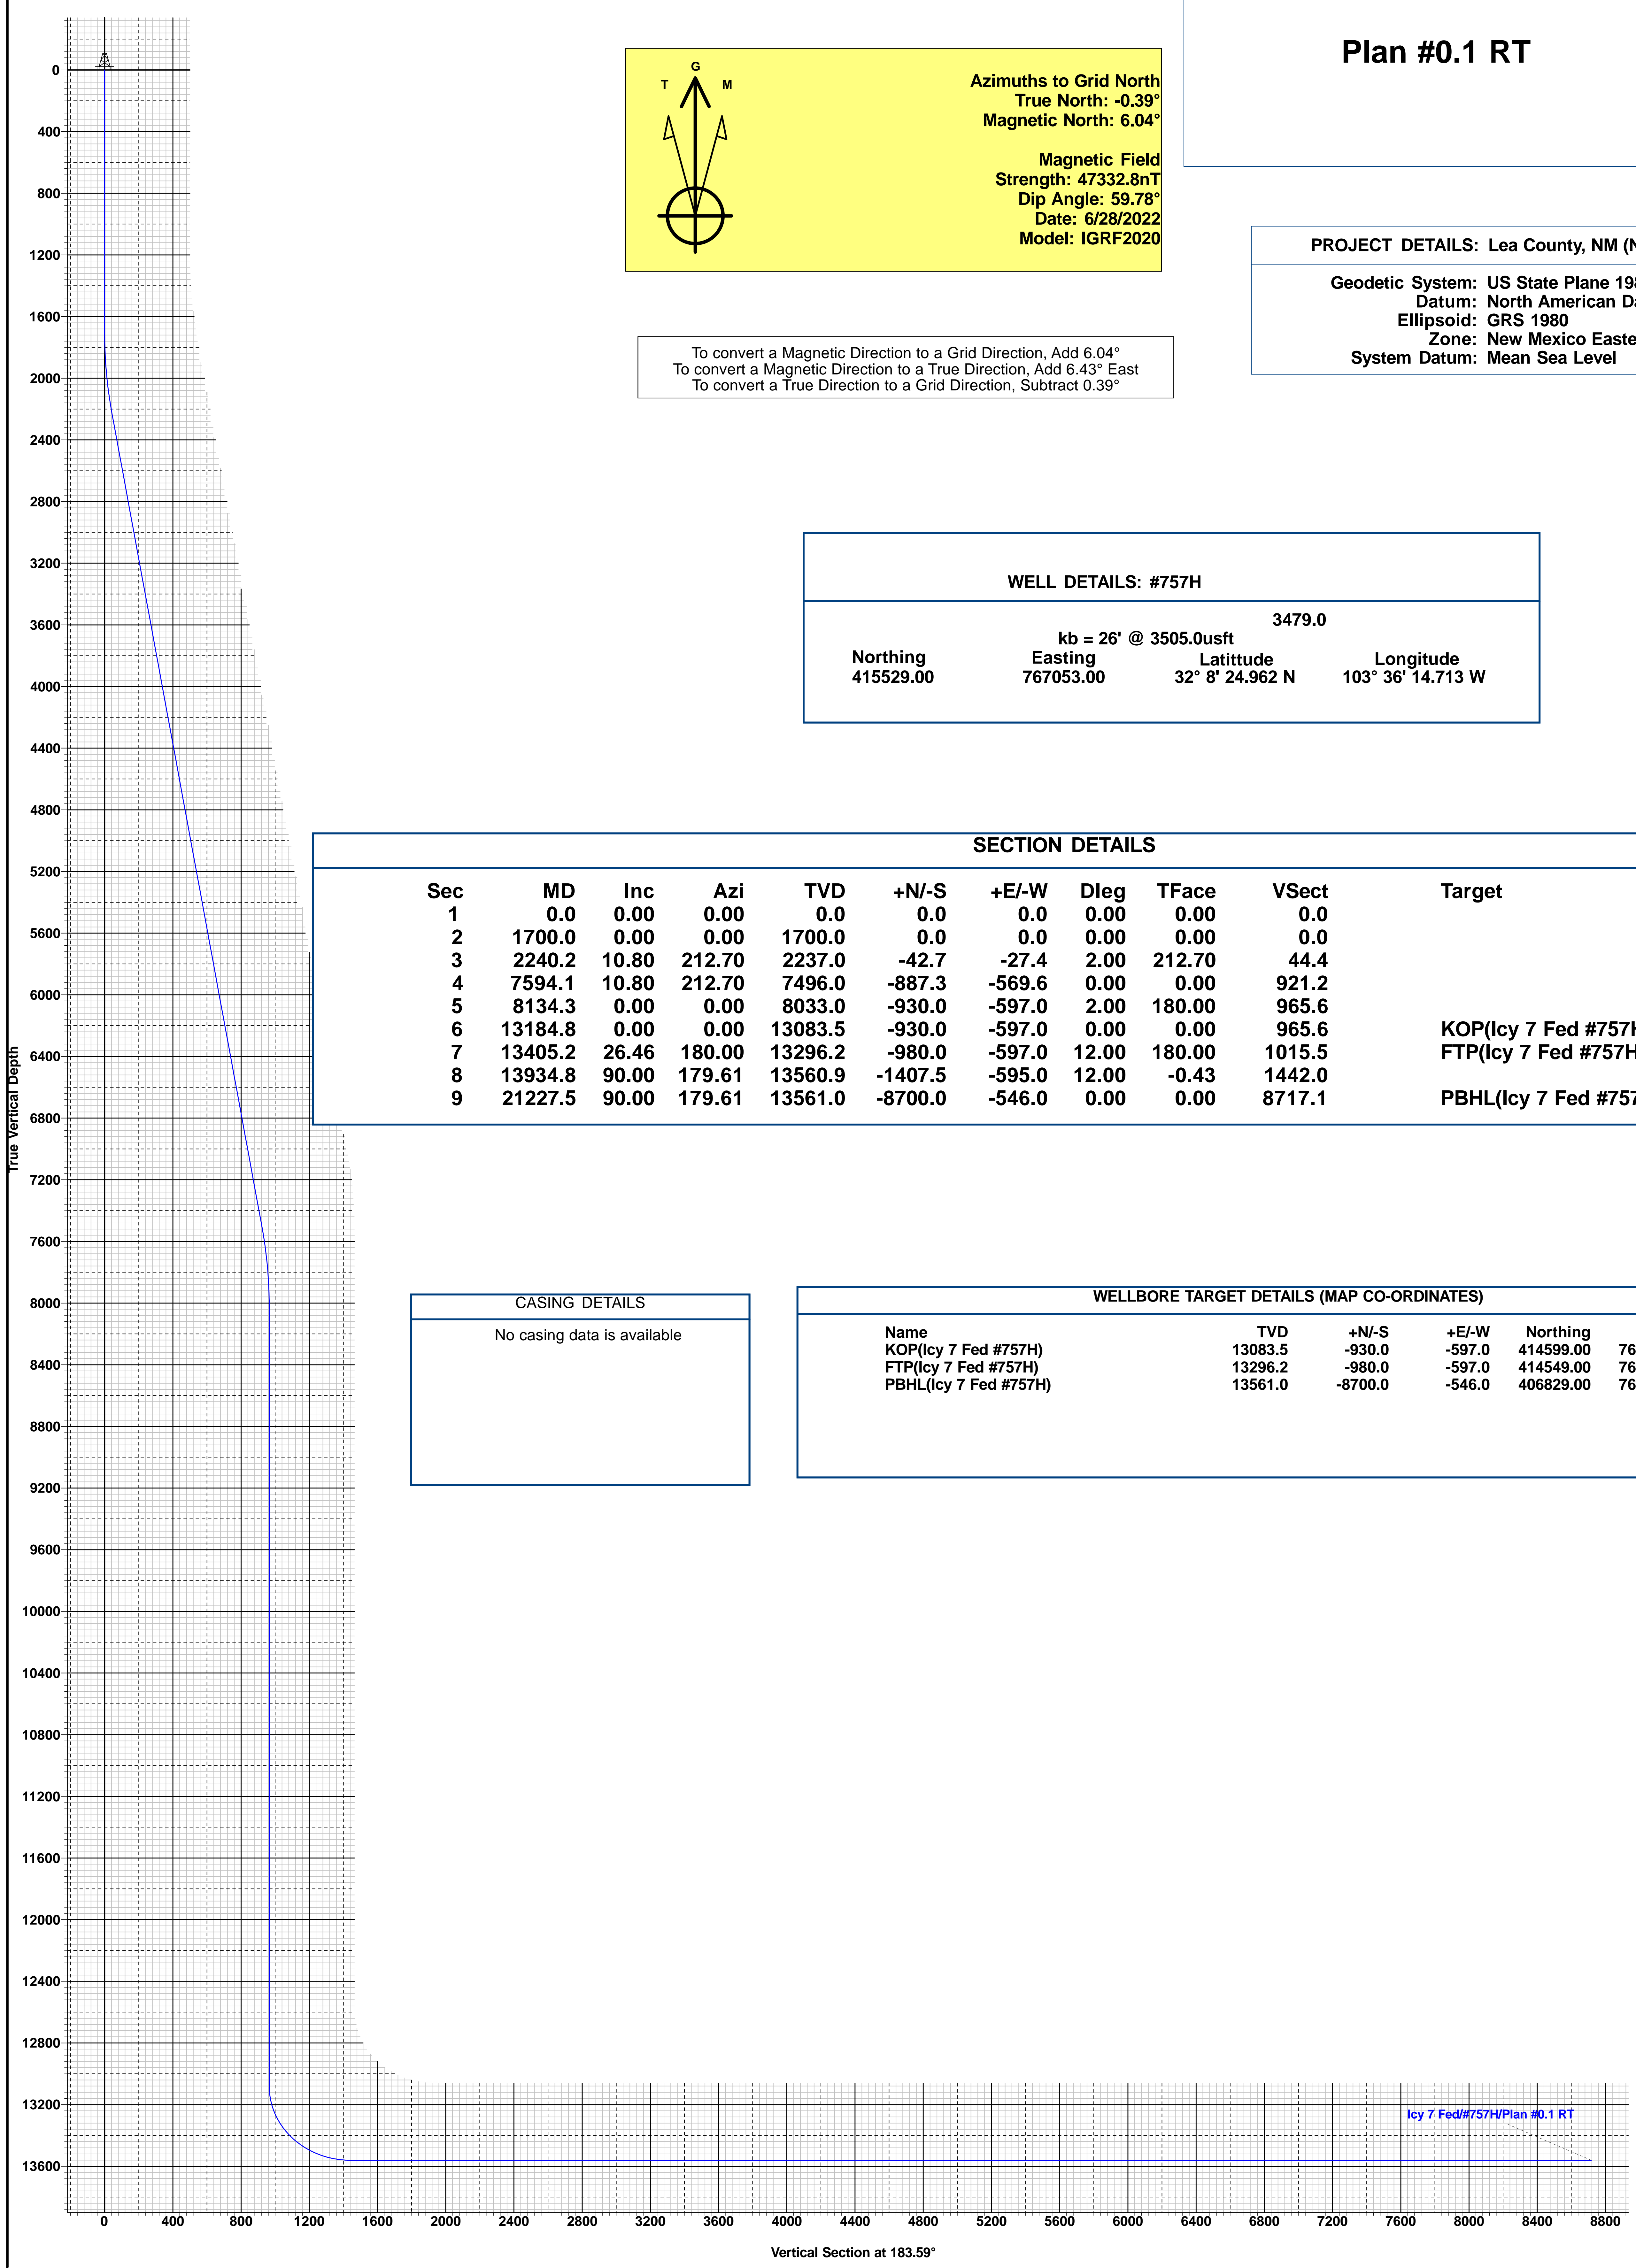 Plan #0.1 RT
T G M
Azimuths to Grid North
True North: -0.39°
Magnetic North: 6.04°
Magnetic Field
Strength: 47332.8nT
Dip Angle: 59.78°
Date: 6/28/2022
Model: IGRF2020
PROJECT DETAILS: Lea County, NM (N
Geodetic System: US State Plane 198
Datum: North American Da
Ellipsoid: GRS 1980
Zone: New Mexico Easte
System Datum: Mean Sea Level
To convert a Magnetic Direction to a Grid Direction, Add 6.04°
To convert a Magnetic Direction to a True Direction, Add 6.43° East
To convert a True Direction to a Grid Direction, Subtract 0.39°
WELL DETAILS: #757H
3479.0
kb = 26' @ 3505.0usft
Northing Easting Latittude Longitude
415529.00 767053.00 32° 8' 24.962 N 103° 36' 14.713 W
SECTION DETAILS
Sec MD Inc Azi TVD +N/-S +E/-W Dleg TFace VSect Target
1 0.0 0.00 0.00 0.0 0.0 0.0 0.00 0.00 0.0
2 1700.0 0.00 0.00 1700.0 0.0 0.0 0.00 0.00 0.0
3 2240.2 10.80 212.70 2237.0 -42.7 -27.4 2.00 212.70 44.4
4 7594.1 10.80 212.70 7496.0 -887.3 -569.6 0.00 0.00 921.2
5 8134.3 0.00 0.00 8033.0 -930.0 -597.0 2.00 180.00 965.6
6 13184.8 0.00 0.00 13083.5 -930.0 -597.0 0.00 0.00 965.6 KOP(Icy 7 Fed #757H
7 13405.2 26.46 180.00 13296.2 -980.0 -597.0 12.00 180.00 1015.5 FTP(Icy 7 Fed #757H
8 13934.8 90.00 179.61 13560.9 -1407.5 -595.0 12.00 -0.43 1442.0
9 21227.5 90.00 179.61 13561.0 -8700.0 -546.0 0.00 0.00 8717.1 PBHL(Icy 7 Fed #757
CASING DETAILS
No casing data is available
WELLBORE TARGET DETAILS (MAP CO-ORDINATES)
Name TVD +N/-S +E/-W Northing
KOP(Icy 7 Fed #757H) 13083.5 -930.0 -597.0 414599.00 76
FTP(Icy 7 Fed #757H) 13296.2 -980.0 -597.0 414549.00 76
PBHL(Icy 7 Fed #757H) 13561.0 -8700.0 -546.0 406829.00 76
True Vertical Depth
0
400
800
1200
1600
2000
2400
2800
3200
3600
4000
4400
4800
5200
5600
6000
6400
6800
7200
7600
8000
8400
8800
9200
9600
10000
10400
10800
11200
11600
12000
12400
12800
13200
13600
Icy 7 Fed/#757H/Plan #0.1 RT
0 400 800 1200 1600 2000 2400 2800 3200 3600 4000 4400 4800 5200 5600 6000 6400 6800 7200 7600 8000 8400 8800
Vertical Section at 183.59°